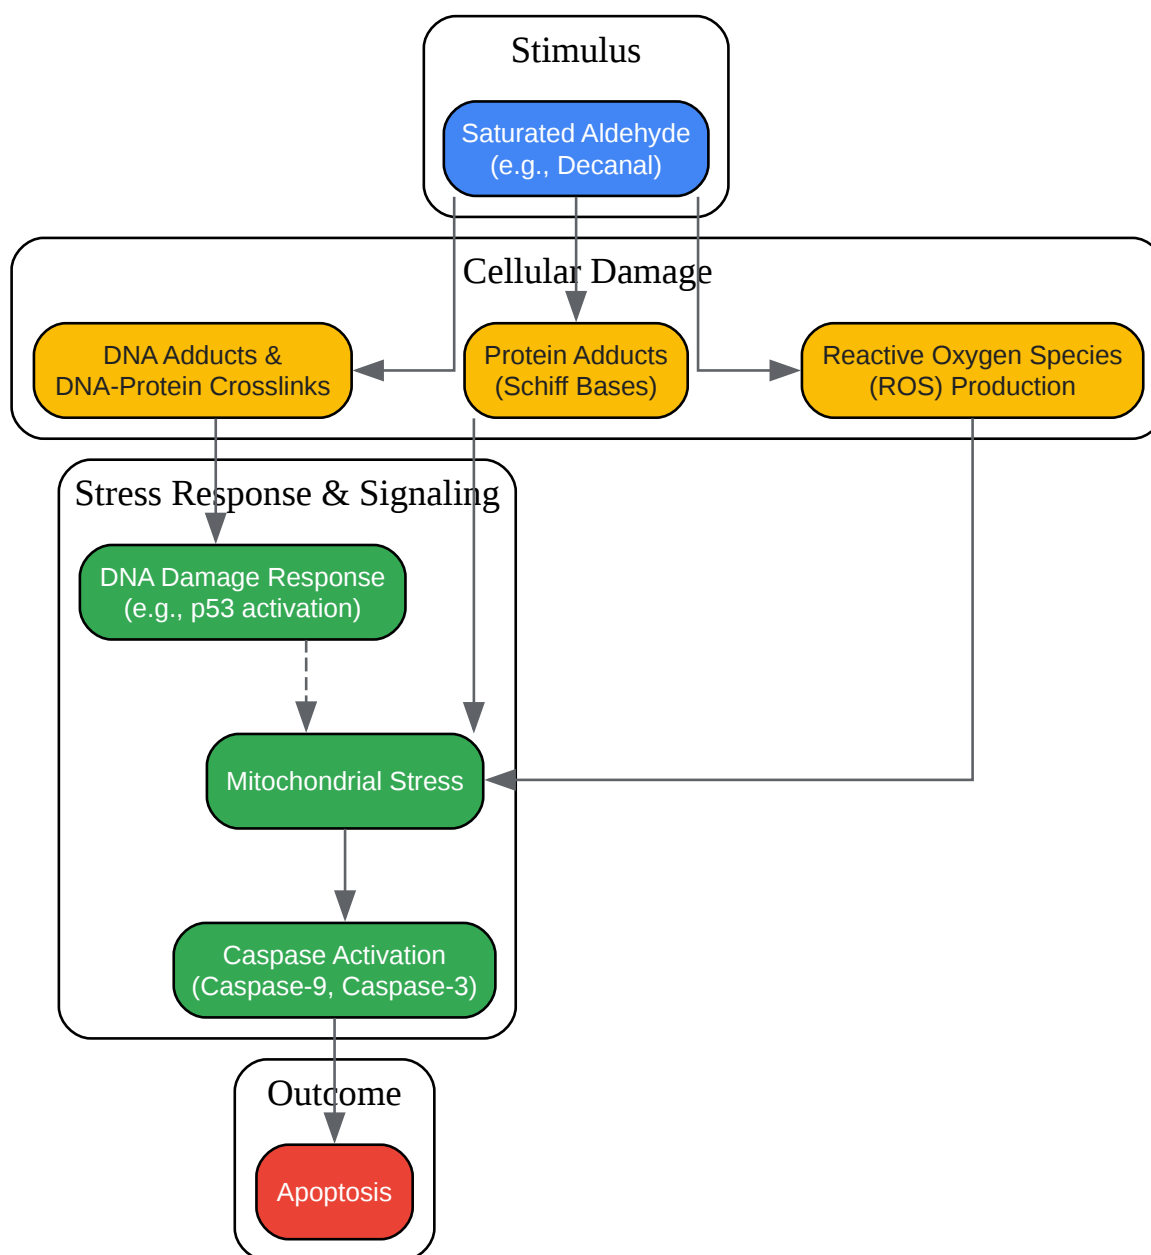 Stimulus
Saturated Aldehyde
(e.g., Decanal)
Cellular Damage
DNA Adducts &
DNA-Protein Crosslinks
Protein Adducts
(Schiff Bases)
Reactive Oxygen Species
(ROS) Production
Stress Response & Signaling
DNA Damage Response
(e.g., p53 activation)
Mitochondrial Stress
Caspase Activation
(Caspase-9, Caspase-3)
Outcome
Apoptosis